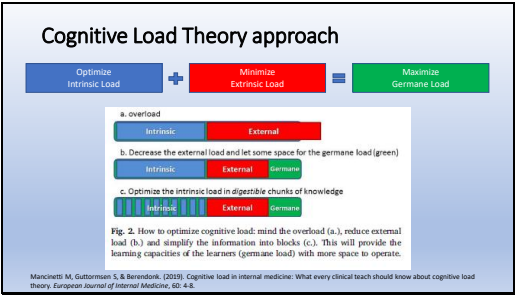 Cognitive Load Theory approach
Optimize
Intrinsic Load
Minimize
Extrinsic Load
Maximize
Germane Load
a. overload
Intrinsic External
b. Decrease the external load and let some space for the germane load (green)
Intrinsic External Germane
c. Optimize the intrinsic load in digestible chunks of knowledge
Intrinsic External Germane
Fig. 2. How to optimize cognitive load: mind the overload (a.), reduce external
load (b.) and simplify the information into blocks (c.). This will provide the
learning capacities of the learners (germane load) with more space to operate.
Mancinetti M, Guttormsen S, & Berendonk. (2019). Cognitive load in internal medicine: What every clinical teach should know about cognitive load
theory. European Journal of Internal Medicine, 60: 4-8.